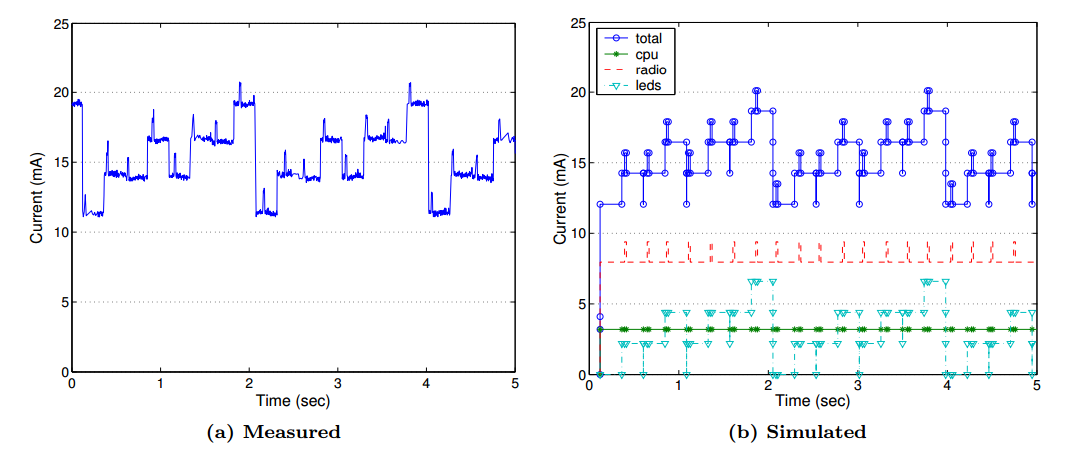 25
20
15
10
5
0
0 1 2 3 4 5
Current (mA)
Time (sec)
(a) Measured
25
20
15
10
5
0
0 1 2 3 4 5
Current (mA)
Time (sec)
total
cpu
radio
leds
(b) Simulated